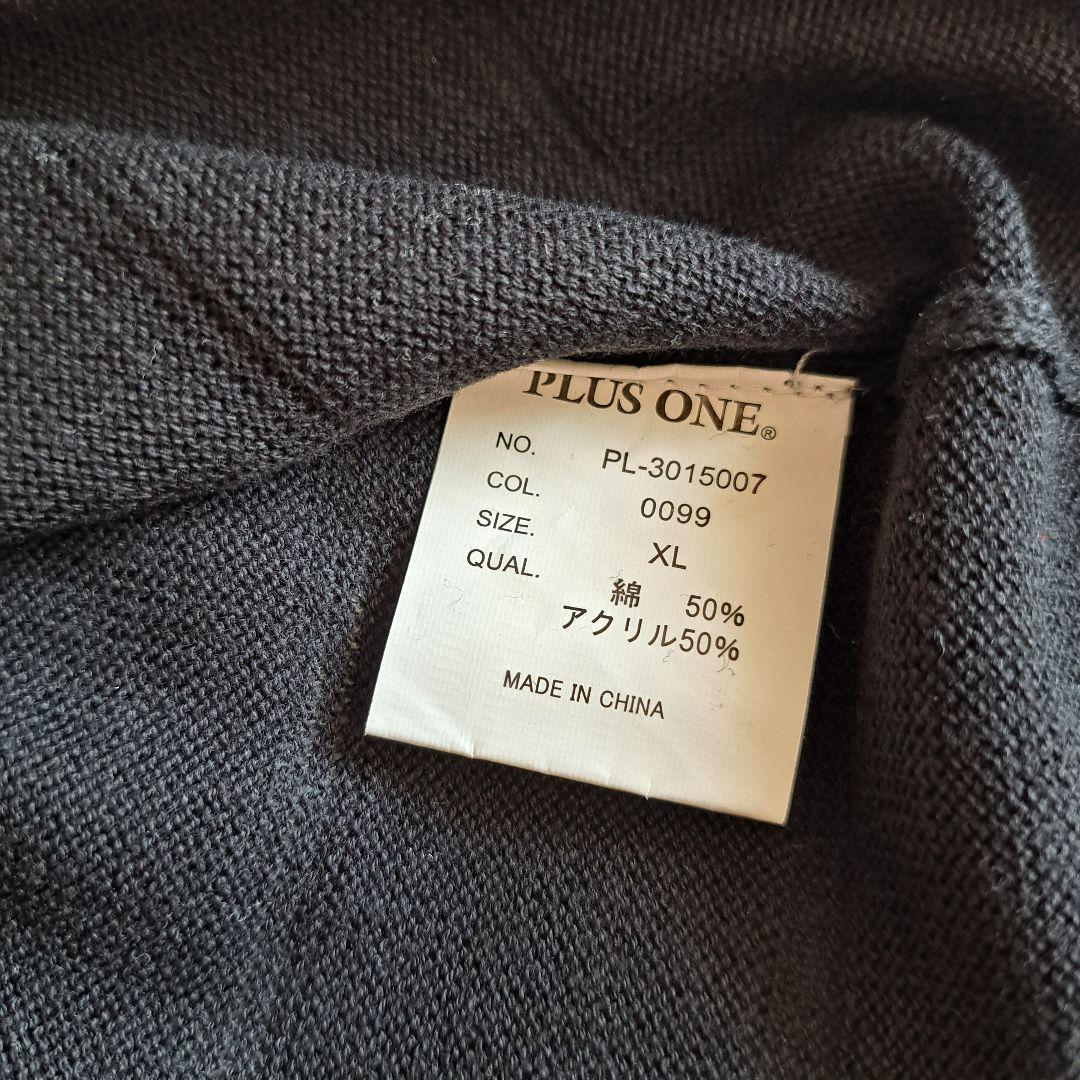 PLUS ONE®
NO. PL-3015007
COL. 0099
SIZE. XL
QUAL. 綿 50%
アクリル50%
MADE IN CHINA